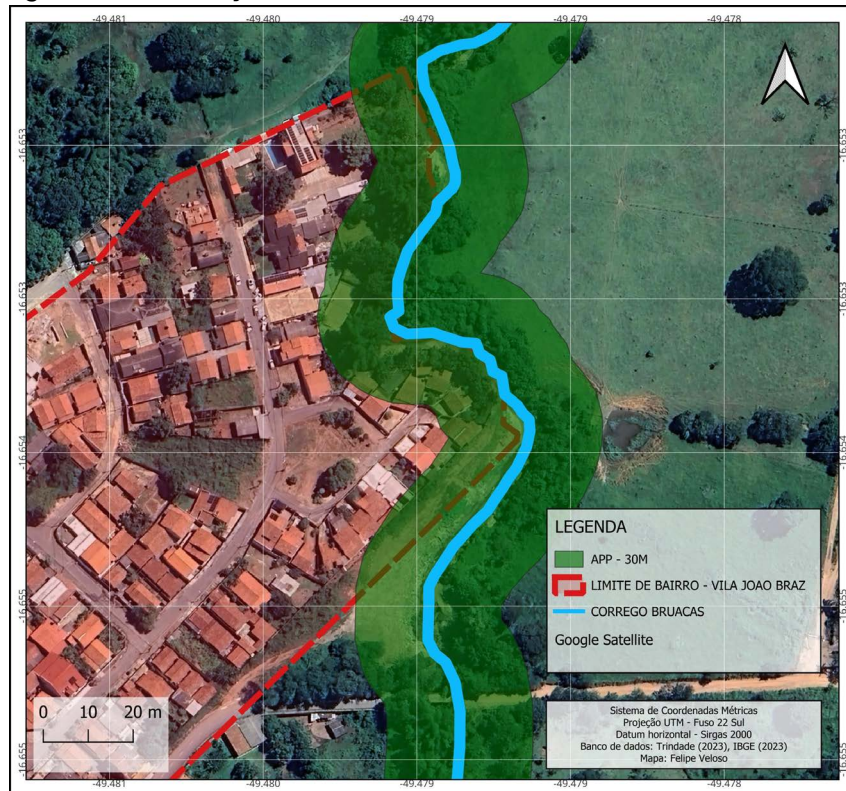 -49.481
-49.480
-49.479
-49.479
-49.478
-16.653
-16.653
-16.653
-16.653
-16.654
-16.654
LEGENDA
APP - 30M
LIMITE DE BAIRRO - VILA JOAO BRAZ
CORREGO BRUACAS
Google Satellite
-16.655
-16.655
0 10 20 m
Sistema de Coordenadas Métricas
Projeção UTM - Fuso 22 Sul
Datum horizontal - Sirgas 2000
Banco de dados: Trindade (2023), IBGE (2023)
Mapa: Felipe Veloso
-16.655
-16.655
-49.481
-49.480
-49.479
-49.479
-49.478